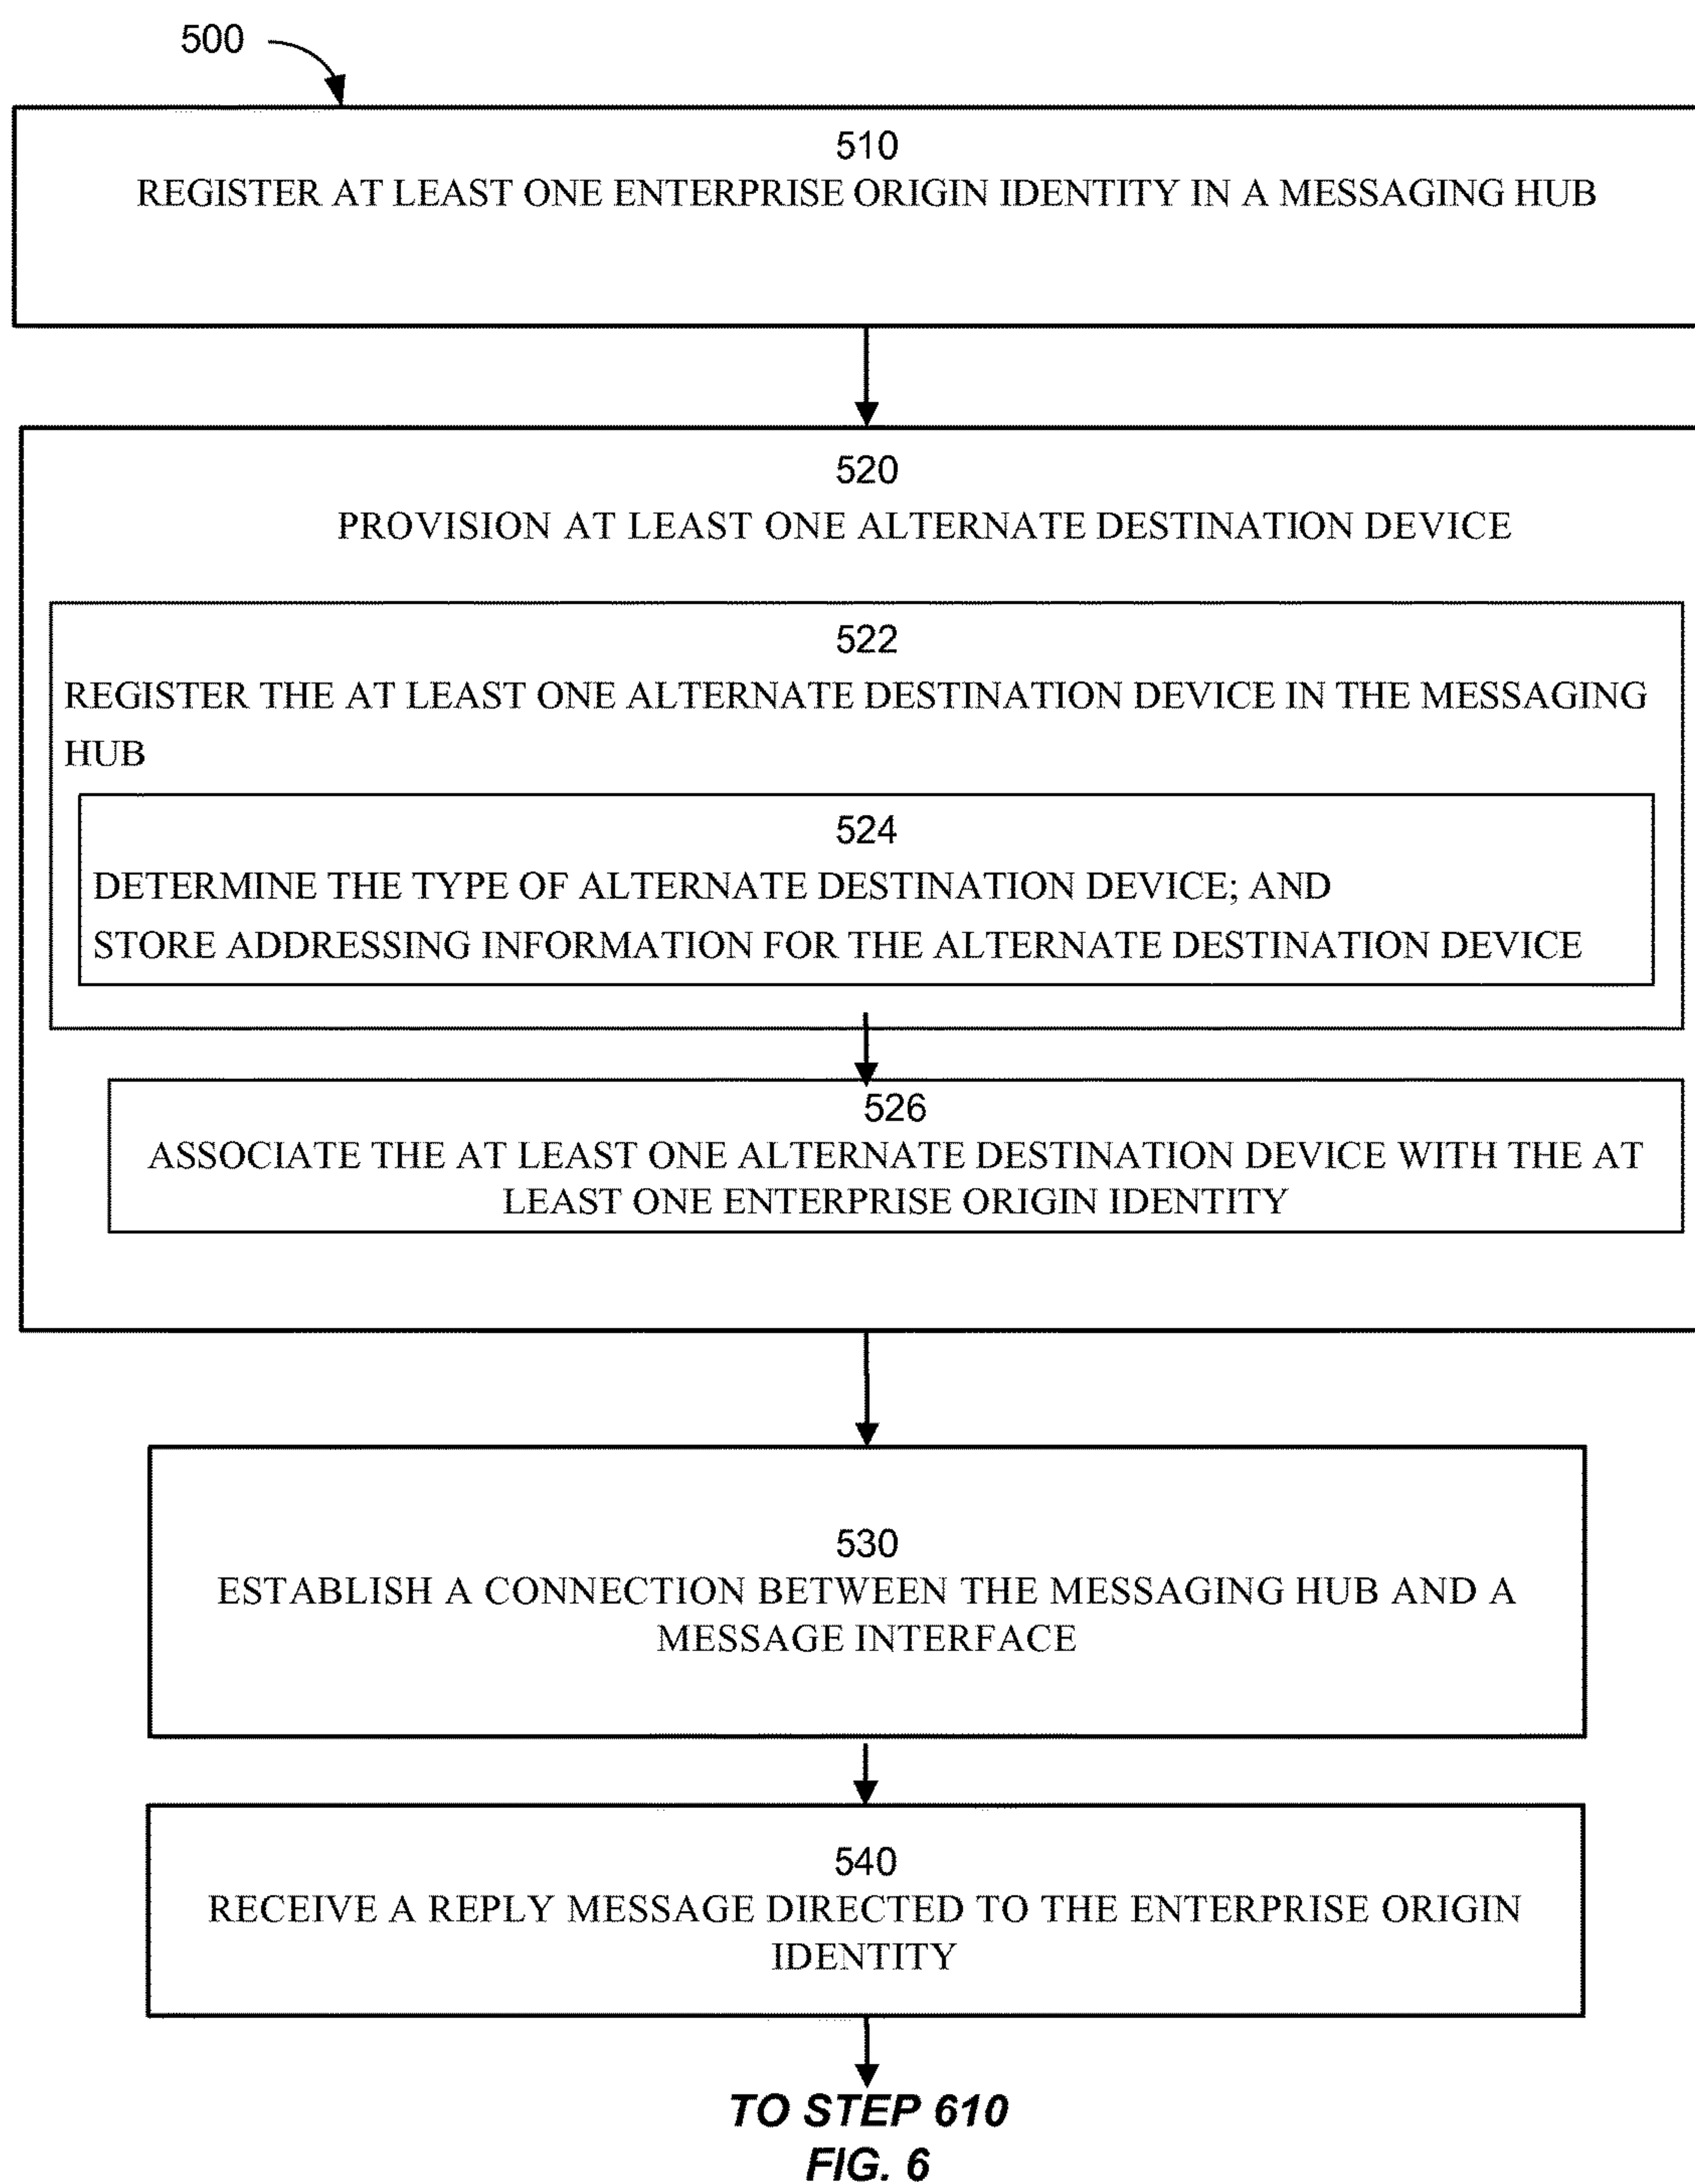 500
510
REGISTER AT LEAST ONE ENTERPRISE ORIGIN IDENTITY IN A MESSAGING HUB
520
PROVISION AT LEAST ONE ALTERNATE DESTINATION DEVICE
522
REGISTER THE AT LEAST ONE ALTERNATE DESTINATION DEVICE IN THE MESSAGING
HUB
524
DETERMINE THE TYPE OF ALTERNATE DESTINATION DEVICE; AND
STORE ADDRESSING INFORMATION FOR THE ALTERNATE DESTINATION DEVICE
526
ASSOCIATE THE AT LEAST ONE ALTERNATE DESTINATION DEVICE WITH THE AT
LEAST ONE ENTERPRISE ORIGIN IDENTITY
530
ESTABLISH A CONNECTION BETWEEN THE MESSAGING HUB AND A
MESSAGE INTERFACE
540
RECEIVE A REPLY MESSAGE DIRECTED TO THE ENTERPRISE ORIGIN
IDENTITY
TO STEP 610
FIG. 6